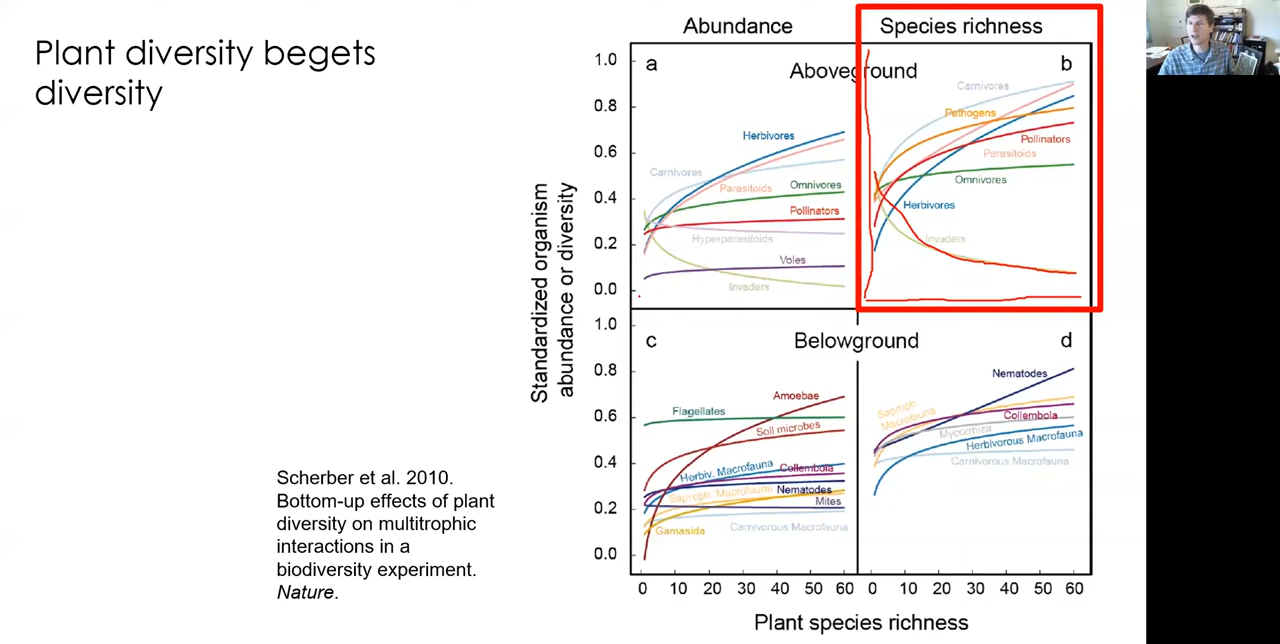 Plant diversity begets
diversity
Abundance
Species richness
Standardized organism
abundance or diversity
Aboveground
1.0
0.8
0.6
0.4
0.2
0.0
a
Herbivores
Carnivores
Parasitoids
Omnivores
Pollinators
Hyperparasitoids
Voles
Invaders
b
Carnivores
Pathogens
Pollinators
Parasitoids
Omnivores
Herbivores
Invaders
Belowground
1.0
0.8
0.6
0.4
0.2
0.0
c
Amoebae
Flagellates
Soil microbes
Herbiv. Macrofauna
Collembola
Saproph. Macrofauna
Nematodes
Mites
Gamasida
Carnivorous Macrofauna
d
Nematodes
Saproph.
Macrofauna
Collembola
Mycorrhiza
Herbivorous Macrofauna
Carnivorous Macrofauna
0 10 20 30 40 50 60
0 10 20 30 40 50 60
Plant species richness
Scherber et al. 2010.
Bottom-up effects of plant
diversity on multitrophic
interactions in a
biodiversity experiment.
Nature.